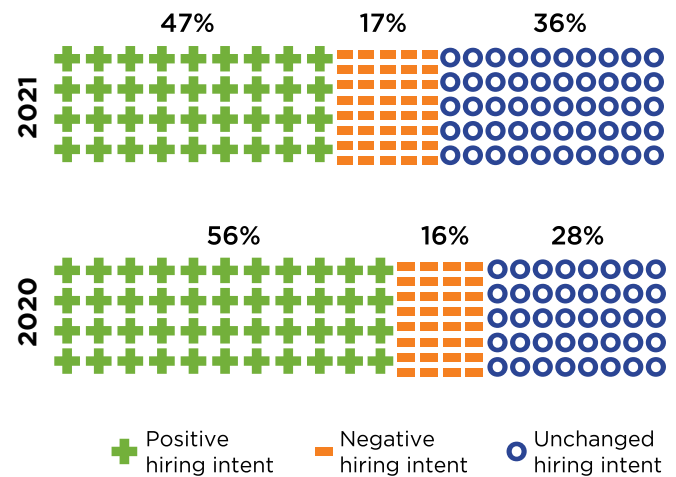 47% 17% 36%
2021
56% 16% 28%
2020
Positive
hiring intent
Negative
hiring intent
Unchanged
hiring intent